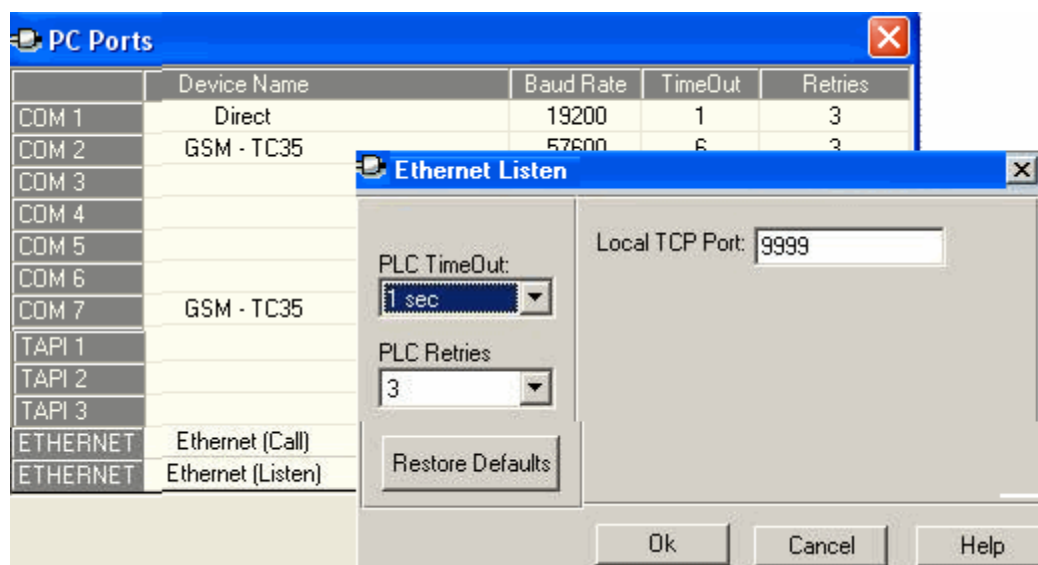 PC Ports
Device Name Baud Rate TimeOut Retries
COM 1 Direct 19200 1 3
COM 2 GSM - TC35 57600 6 3
COM 3
COM 4
COM 5
COM 6
COM 7 GSM - TC35
TAPI 1
TAPI 2
TAPI 3
ETHERNET Ethernet (Call)
ETHERNET Ethernet (Listen)
Ethernet Listen
PLC TimeOut:
1 sec
PLC Retries
3
Restore Defaults
Local TCP Port: 9999
Ok Cancel Help